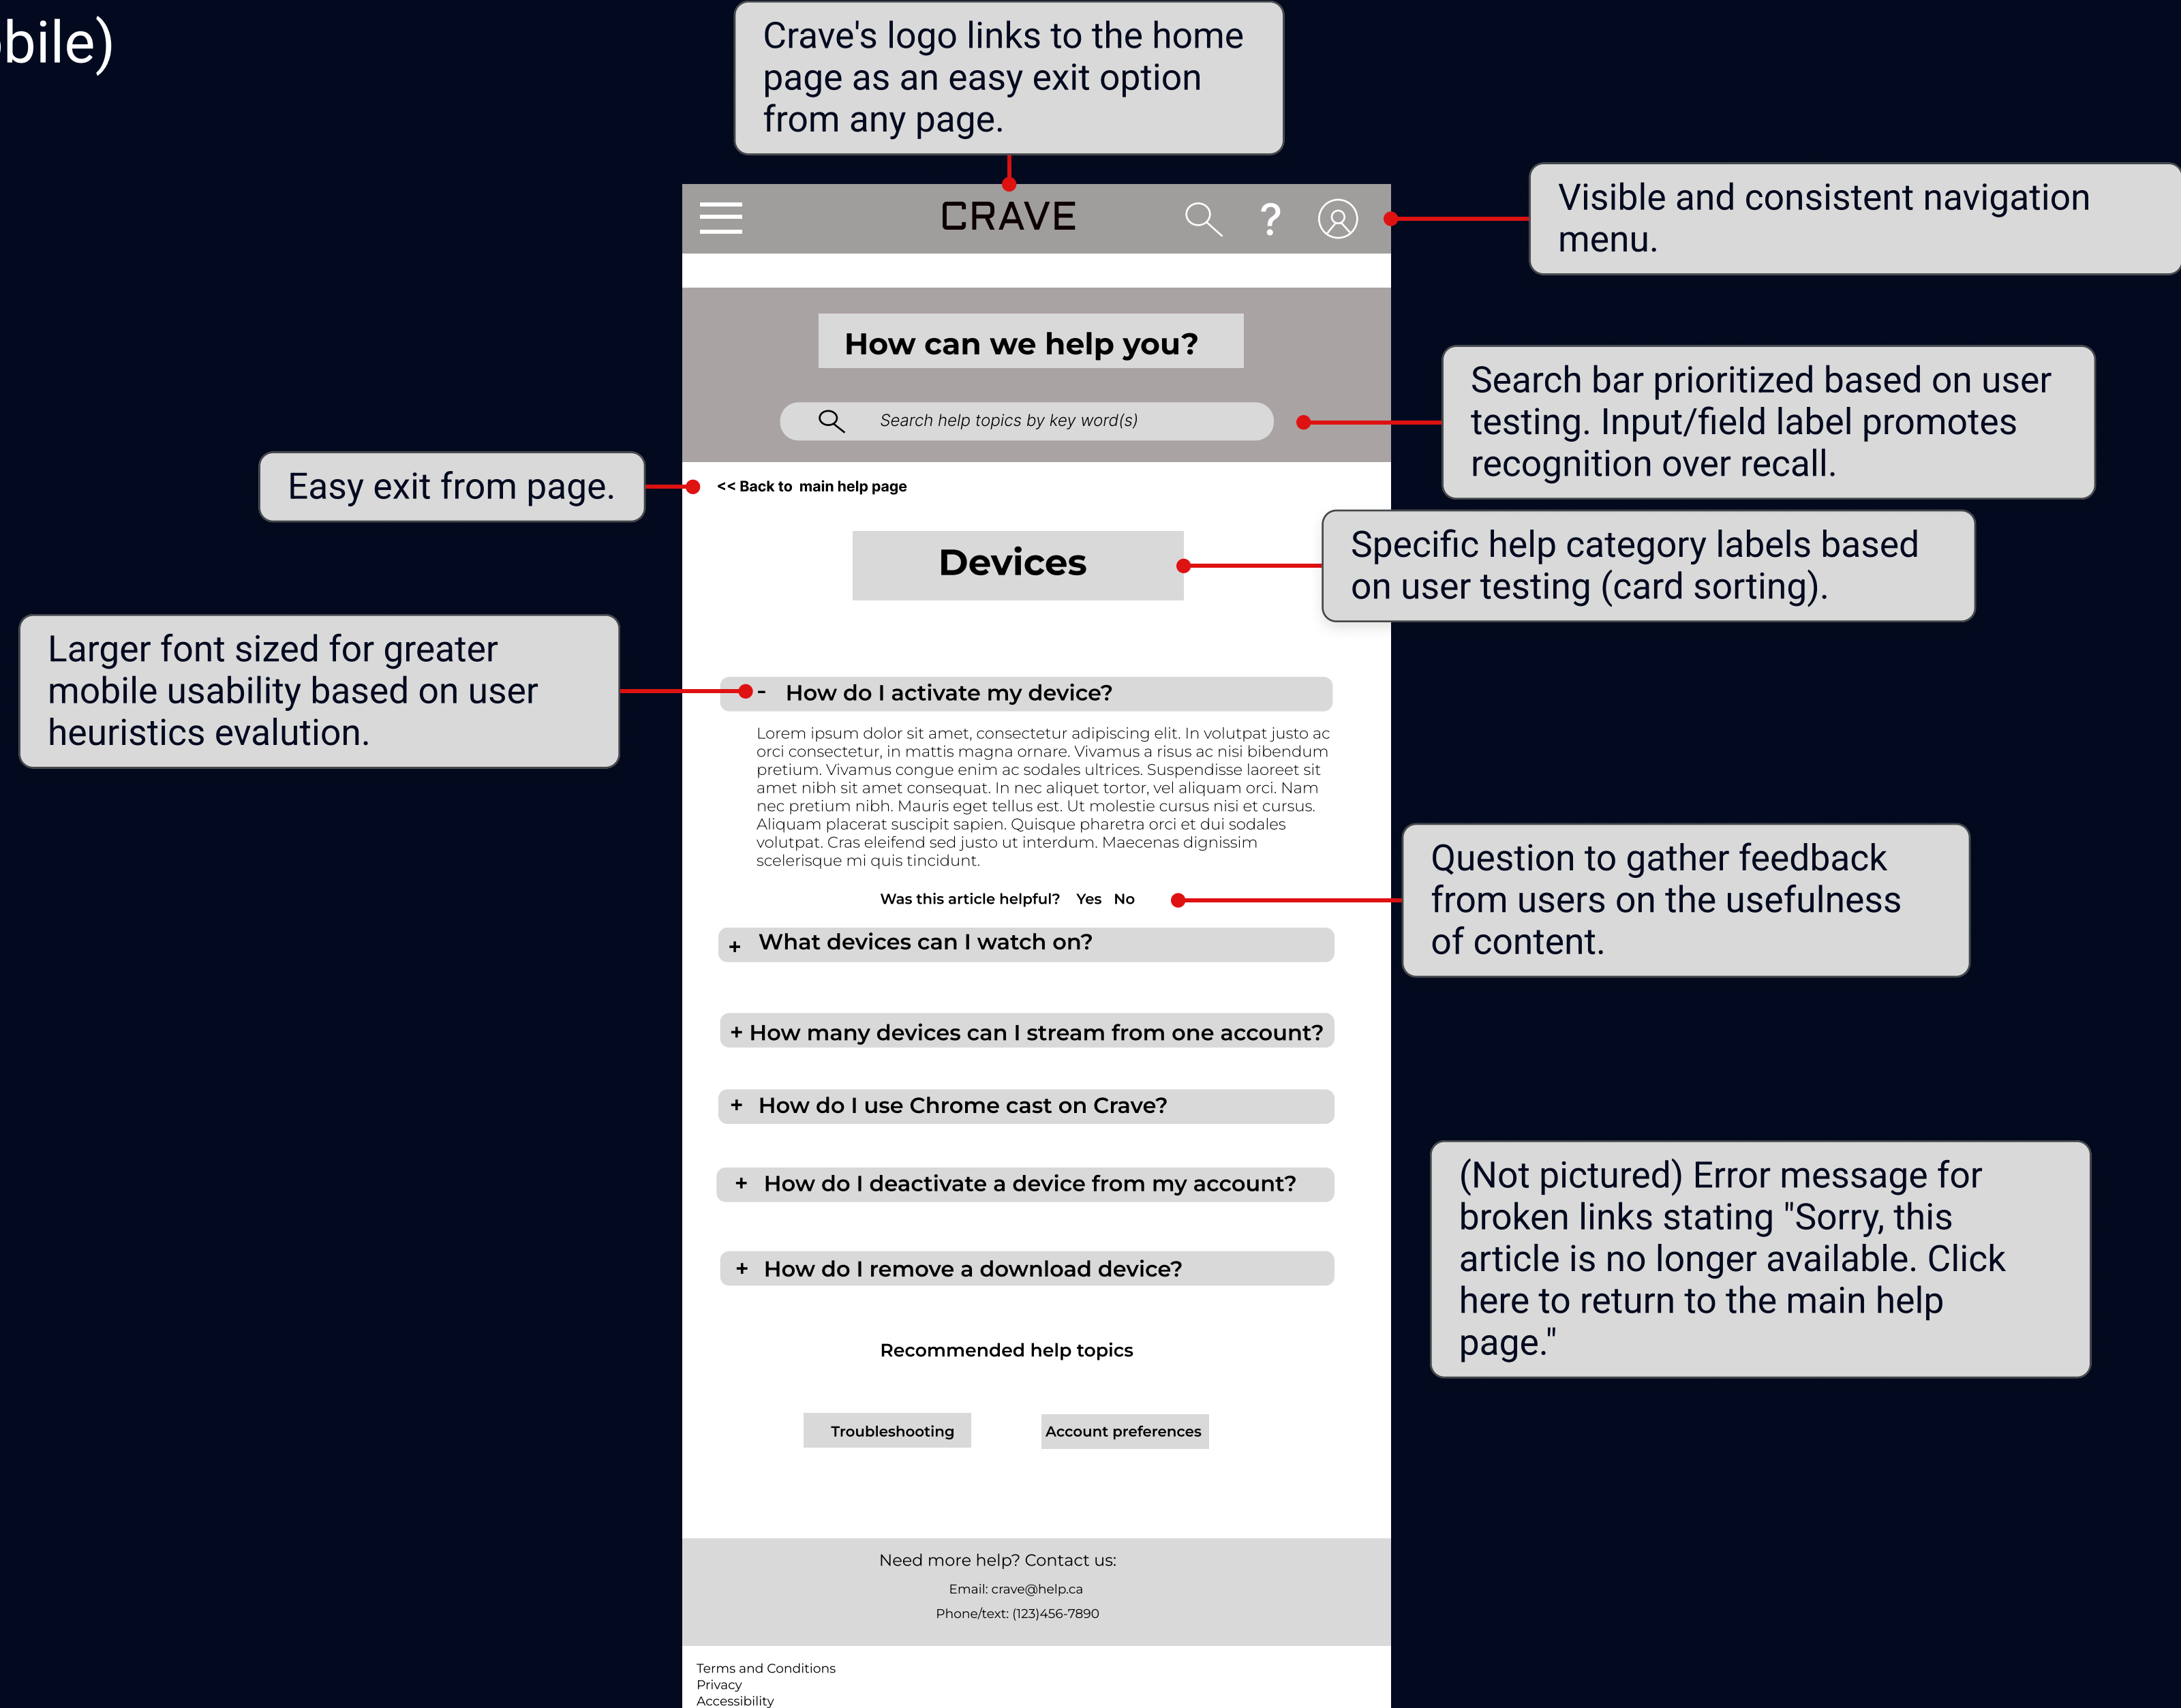 bile)
Crave's logo links to the home
page as an easy exit option
from any page.
CRAVE
?
Visible and consistent navigation
menu.
How can we help you?
Search help topics by key word(s)
Search bar prioritized based on user
testing. Input/field label promotes
recognition over recall.
Easy exit from page.
<< Back to main help page
Devices
Specific help category labels based
on user testing (card sorting).
Larger font sized for greater
mobile usability based on user
heuristics evalution.
- How do I activate my device?
Lorem ipsum dolor sit amet, consectetur adipiscing elit. In volutpat justo ac
orci consectetur, in mattis magna ornare. Vivamus a risus ac nisi bibendum
pretium. Vivamus congue enim ac sodales ultrices. Suspendisse laoreet sit
amet nibh sit amet consequat. In nec aliquet tortor, vel aliquam orci. Nam
nec pretium nibh. Mauris eget tellus est. Ut molestie cursus nisi et cursus.
Aliquam placerat suscipit sapien. Quisque pharetra orci et dui sodales
volutpat. Cras eleifend sed justo ut interdum. Maecenas dignissim
scelerisque mi quis tincidunt.
Was this article helpful? Yes No
Question to gather feedback
from users on the usefulness
of content.
+ What devices can I watch on?
+ How many devices can I stream from one account?
+ How do I use Chrome cast on Crave?
+ How do I deactivate a device from my account?
+ How do I remove a download device?
(Not pictured) Error message for
broken links stating "Sorry, this
article is no longer available. Click
here to return to the main help
page."
Recommended help topics
Troubleshooting
Account preferences
Need more help? Contact us:
Email: crave@help.ca
Phone/text: (123)456-7890
Terms and Conditions
Privacy
Accessibility